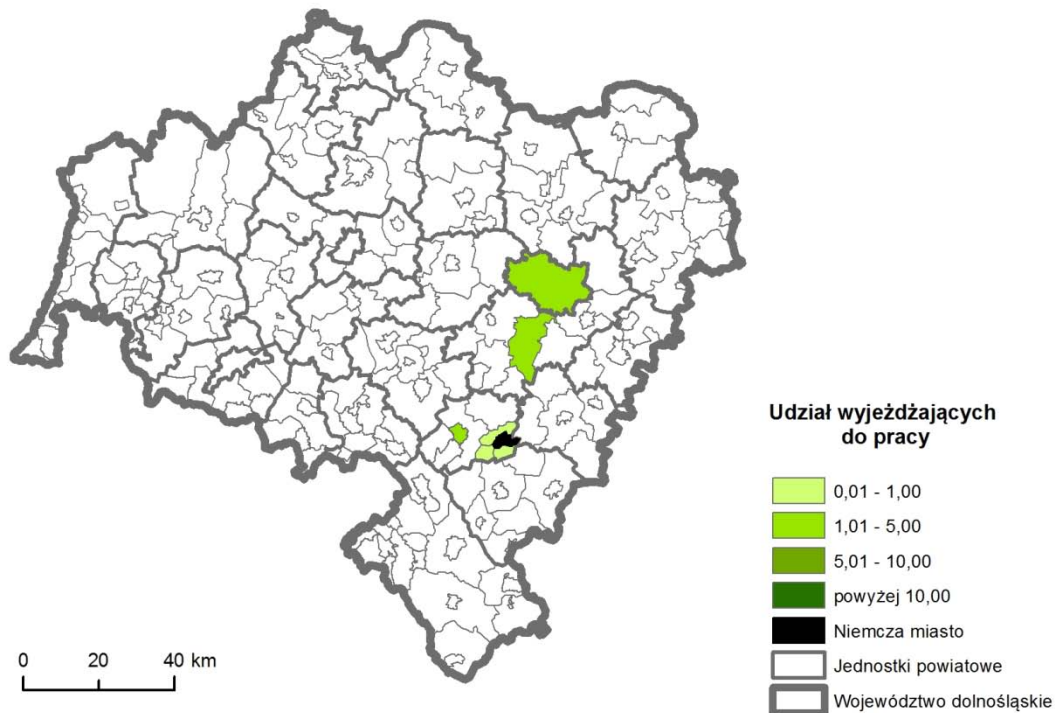 Udział wyjeżdżających
do pracy
0,01 - 1,00
1,01 - 5,00
5,01 - 10,00
powyżej 10,00
Niemcza miasto
Jednostki powiatowe
Województwo dolnośląskie
0 20 40 km